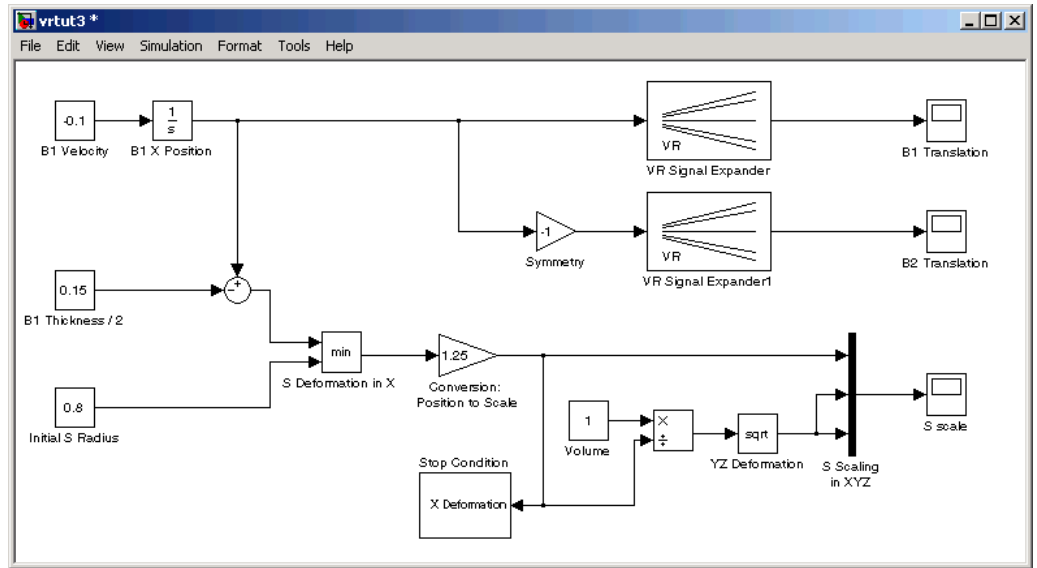 vrtut3 *
File Edit View Simulation Format Tools Help
-0.1
B1 Velocity
1
s
B1 X Position
VR
VR Signal Expander
B1 Translation
-1
Symmetry
VR
VR Signal Expander1
B2 Translation
0.15
B1 Thickness / 2
- +
min
S Deformation in X
1.25
Conversion:
Position to Scale
0.8
Initial S Radius
1
Volume
×
÷
sqrt
YZ Deformation
S Scaling
in XYZ
S scale
Stop Condition
X Deformation